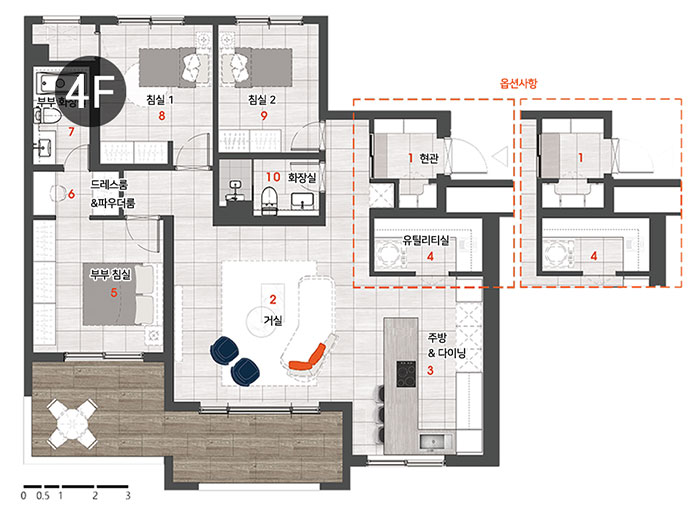 4F
옵션사항
부부 화장
7
침실 1
8
침실 2
9
1 현관
1
10 화장실
6
드레스룸
&파우더룸
유틸리티실
4
4
부부 침실
5
2
거실
주방
& 다이닝
3
0 0.5 1 2 3